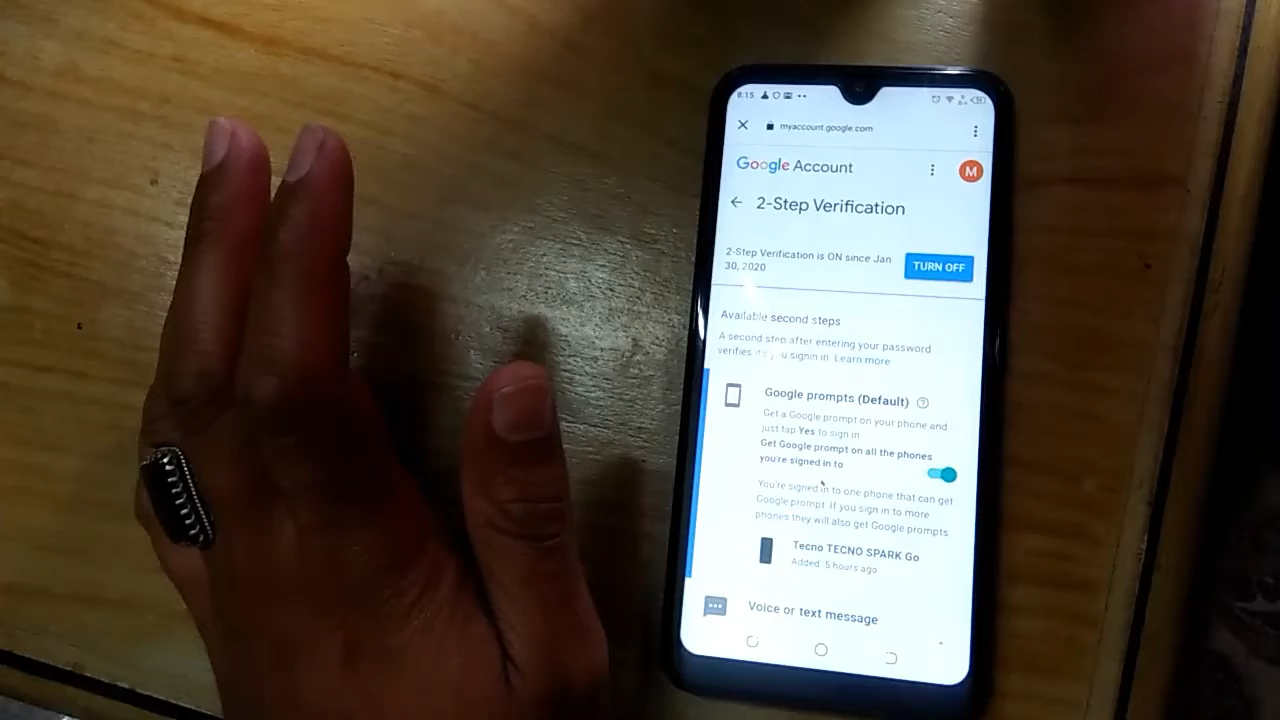 8:15
myaccount.google.com
Google Account
M
2-Step Verification
2-Step Verification is ON since Jan
30, 2020
TURN OFF
Available second steps
A second step after entering your password
verifies it's you signin in. Learn more
Google prompts (Default)
Get a Google prompt on your phone and
just tap Yes to sign in
Get Google prompt on all the phones
you're signed in to
You're signed in to one phone that can get
Google prompt. If you sign in to more
phones they will also get Google prompts
Tecno TECNO SPARK Go
Added: 5 hours ago
Voice or text message